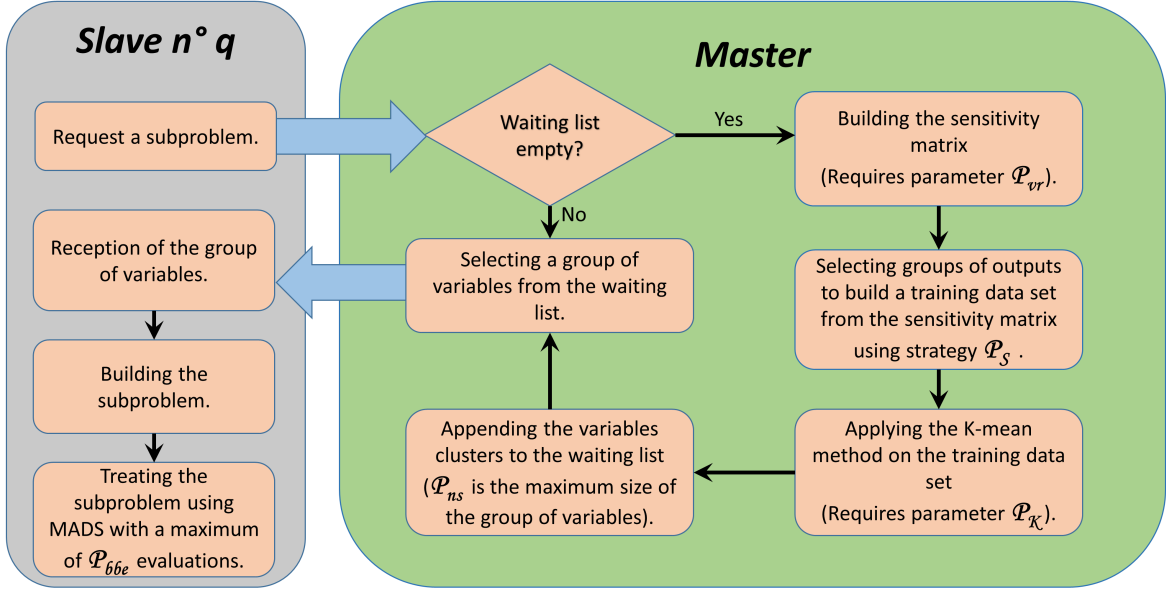 Slave n° q
Request a subproblem.
Reception of the group
of variables.
Building the
subproblem.
Treating the
subproblem using
MADS with a maximum
of 𝒫bbe evaluations.
Master
Waiting list
empty?
Yes
No
Building the sensitivity
matrix
(Requires parameter 𝒫vr).
Selecting groups of outputs
to build a training data set
from the sensitivity matrix
using strategy 𝒫S .
Applying the K-mean
method on the training data
set
(Requires parameter 𝒫K).
Appending the variables
clusters to the waiting list
(𝒫ns is the maximum size of
the group of variables).
Selecting a group of
variables from the waiting
list.